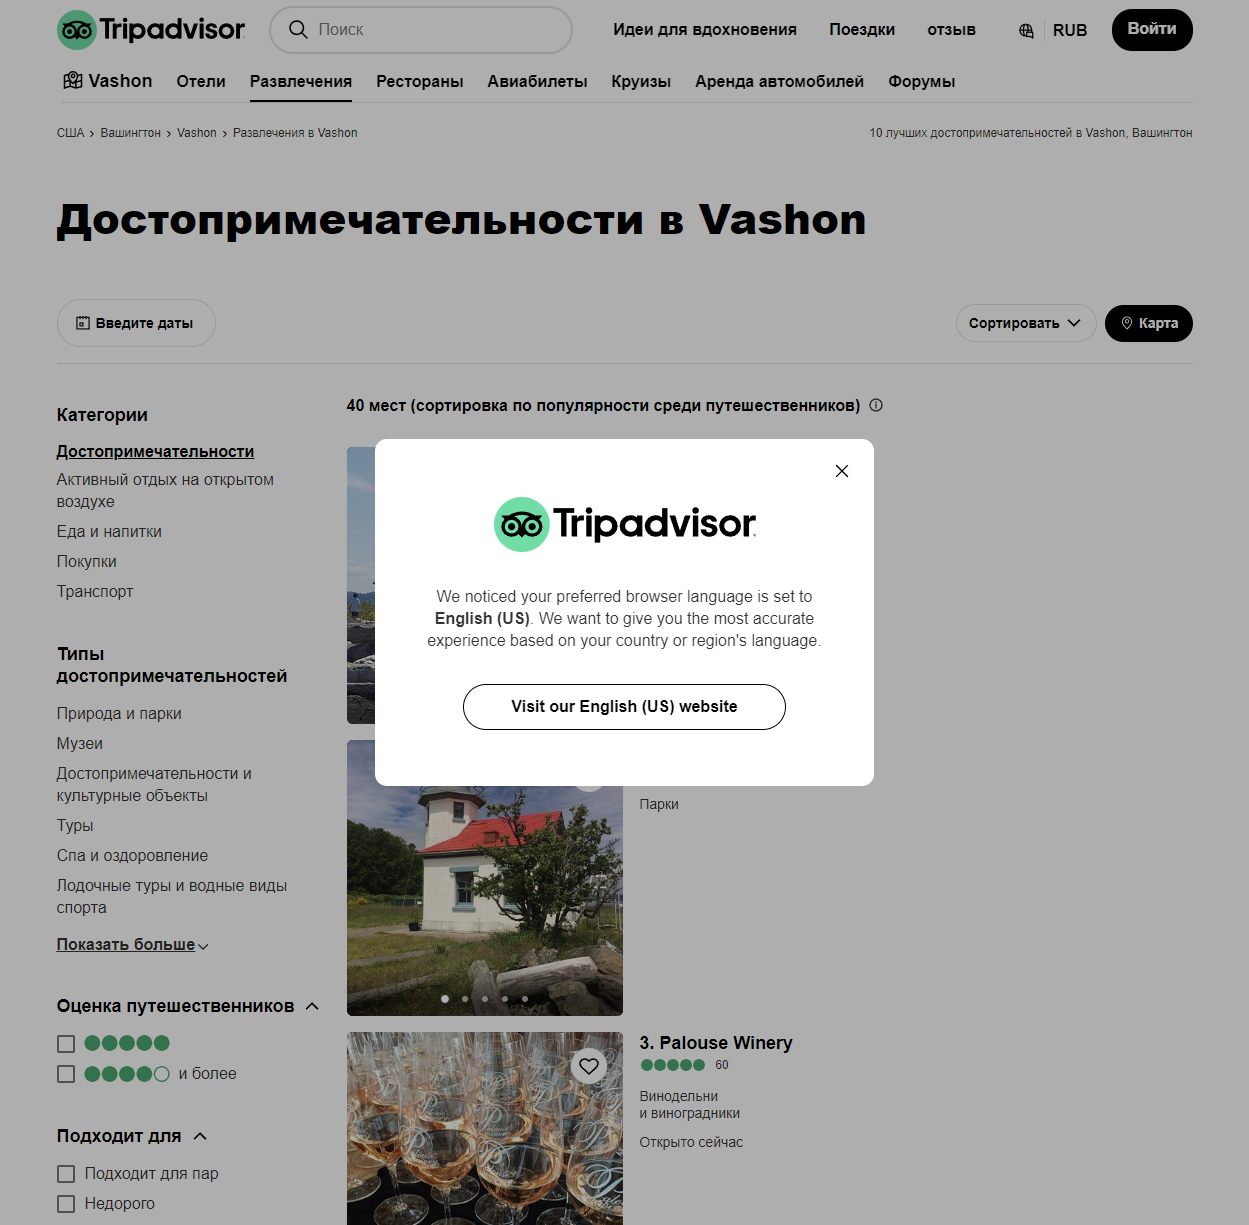 Tripadvisor
Поиск
Идеи для вдохновения
Поездки
отзыв
RUB
Войти
Vashon
Отели
Развлечения
Рестораны
Авиабилеты
Круизы
Аренда автомобилей
Форумы
США › Вашингтон › Vashon › Развлечения в Vashon
10 лучших достопримечательностей в Vashon, Вашингтон
Достопримечательности в Vashon
Введите даты
Сортировать
Карта
Категории
Достопримечательности
Активный отдых на открытом
воздухе
Еда и напитки
Покупки
Транспорт
Типы
достопримечательностей
Природа и парки
Музеи
Достопримечательности и
культурные объекты
Туры
Спа и оздоровление
Лодочные туры и водные виды
спорта
Показать больше
Оценка путешественников
и более
Подходит для
Подходит для пар
Недорого
40 мест (сортировка по популярности среди путешественников)
Tripadvisor
We noticed your preferred browser language is set to
English (US). We want to give you the most accurate
experience based on your country or region's language.
Visit our English (US) website
Парки
3. Palouse Winery
60
Винодельни
и виноградники
Открыто сейчас